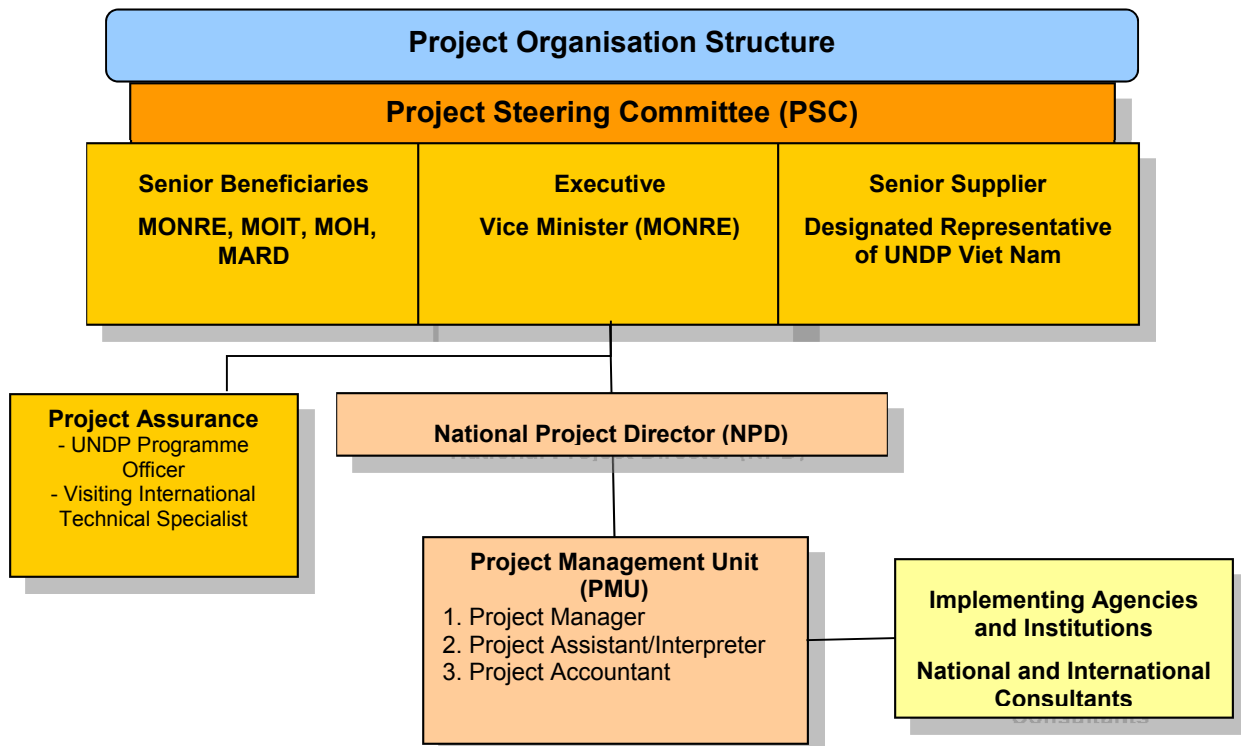 Project Organisation Structure
Project Steering Committee (PSC)
Senior Beneficiaries
MONRE, MOIT, MOH,
MARD
Executive
Vice Minister (MONRE)
Senior Supplier
Designated Representative
of UNDP Viet Nam
Project Assurance
- UNDP Programme
Officer
- Visiting International
Technical Specialist
National Project Director (NPD)
Project Management Unit
(PMU)
1. Project Manager
2. Project Assistant/Interpreter
3. Project Accountant
Implementing Agencies
and Institutions
National and International
Consultants